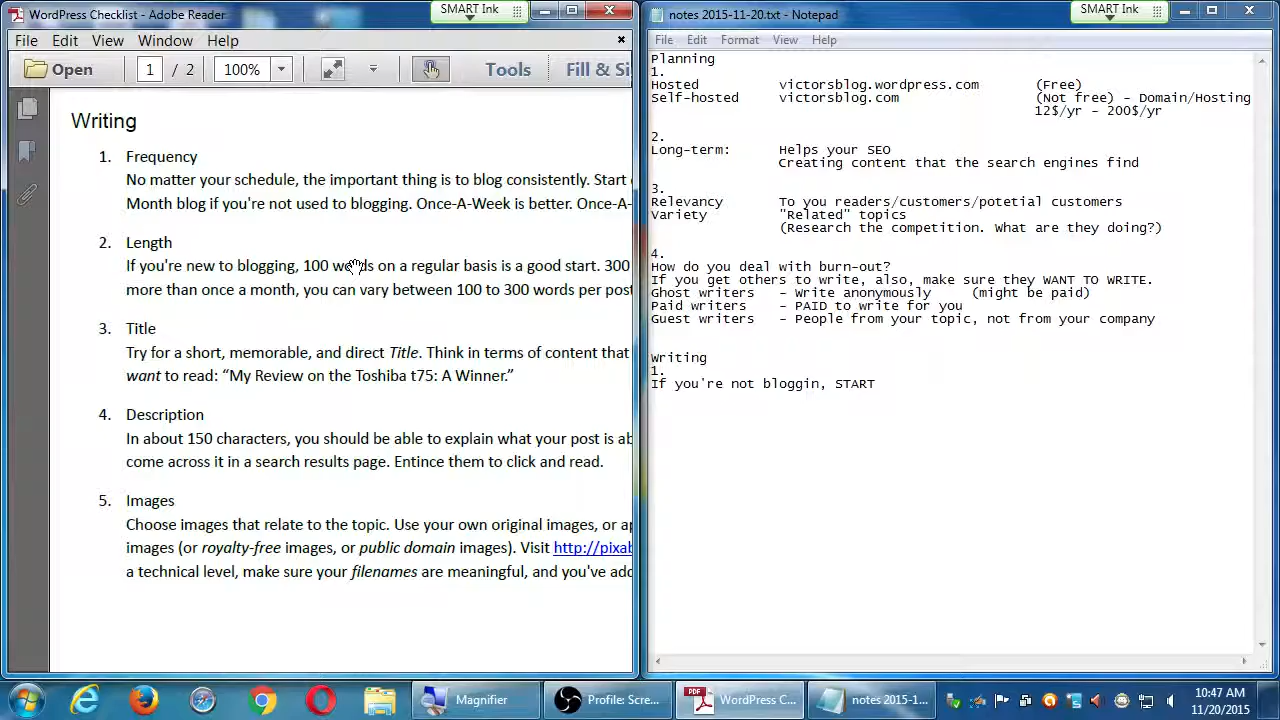 WordPress Checklist - Adobe Reader
SMART Ink
File Edit View Window Help
Open 1 / 2 100% Tools Fill & Si
Writing
1. Frequency
No matter your schedule, the important thing is to blog consistently. Start
Month blog if you're not used to blogging. Once-A-Week is better. Once-A-
2. Length
If you're new to blogging, 100 words on a regular basis is a good start. 300
more than once a month, you can vary between 100 to 300 words per post
3. Title
Try for a short, memorable, and direct Title. Think in terms of content that
want to read: “My Review on the Toshiba t75: A Winner.”
4. Description
In about 150 characters, you should be able to explain what your post is ab
come across it in a search results page. Entince them to click and read.
5. Images
Choose images that relate to the topic. Use your own original images, or a
images (or royalty-free images, or public domain images). Visit http://pixab
a technical level, make sure your filenames are meaningful, and you've add
notes 2015-11-20.txt - Notepad
SMART Ink
File Edit Format View Help
Planning
1.
Hosted victorsblog.wordpress.com (Free)
Self-hosted victorsblog.com (Not free) - Domain/Hosting
12$/yr - 200$/yr
2.
Long-term: Helps your SEO
Creating content that the search engines find
3.
Relevancy To you readers/customers/potetial customers
Variety "Related" topics
(Research the competition. What are they doing?)
4.
How do you deal with burn-out?
If you get others to write, also, make sure they WANT TO WRITE.
Ghost writers - Write anonymously (might be paid)
Paid writers - PAID to write for you
Guest writers - People from your topic, not from your company
Writing
1.
If you're not bloggin, START
Magnifier
Profile: Scre...
PDF
WordPress C...
notes 2015-1...
10:47 AM
11/20/2015